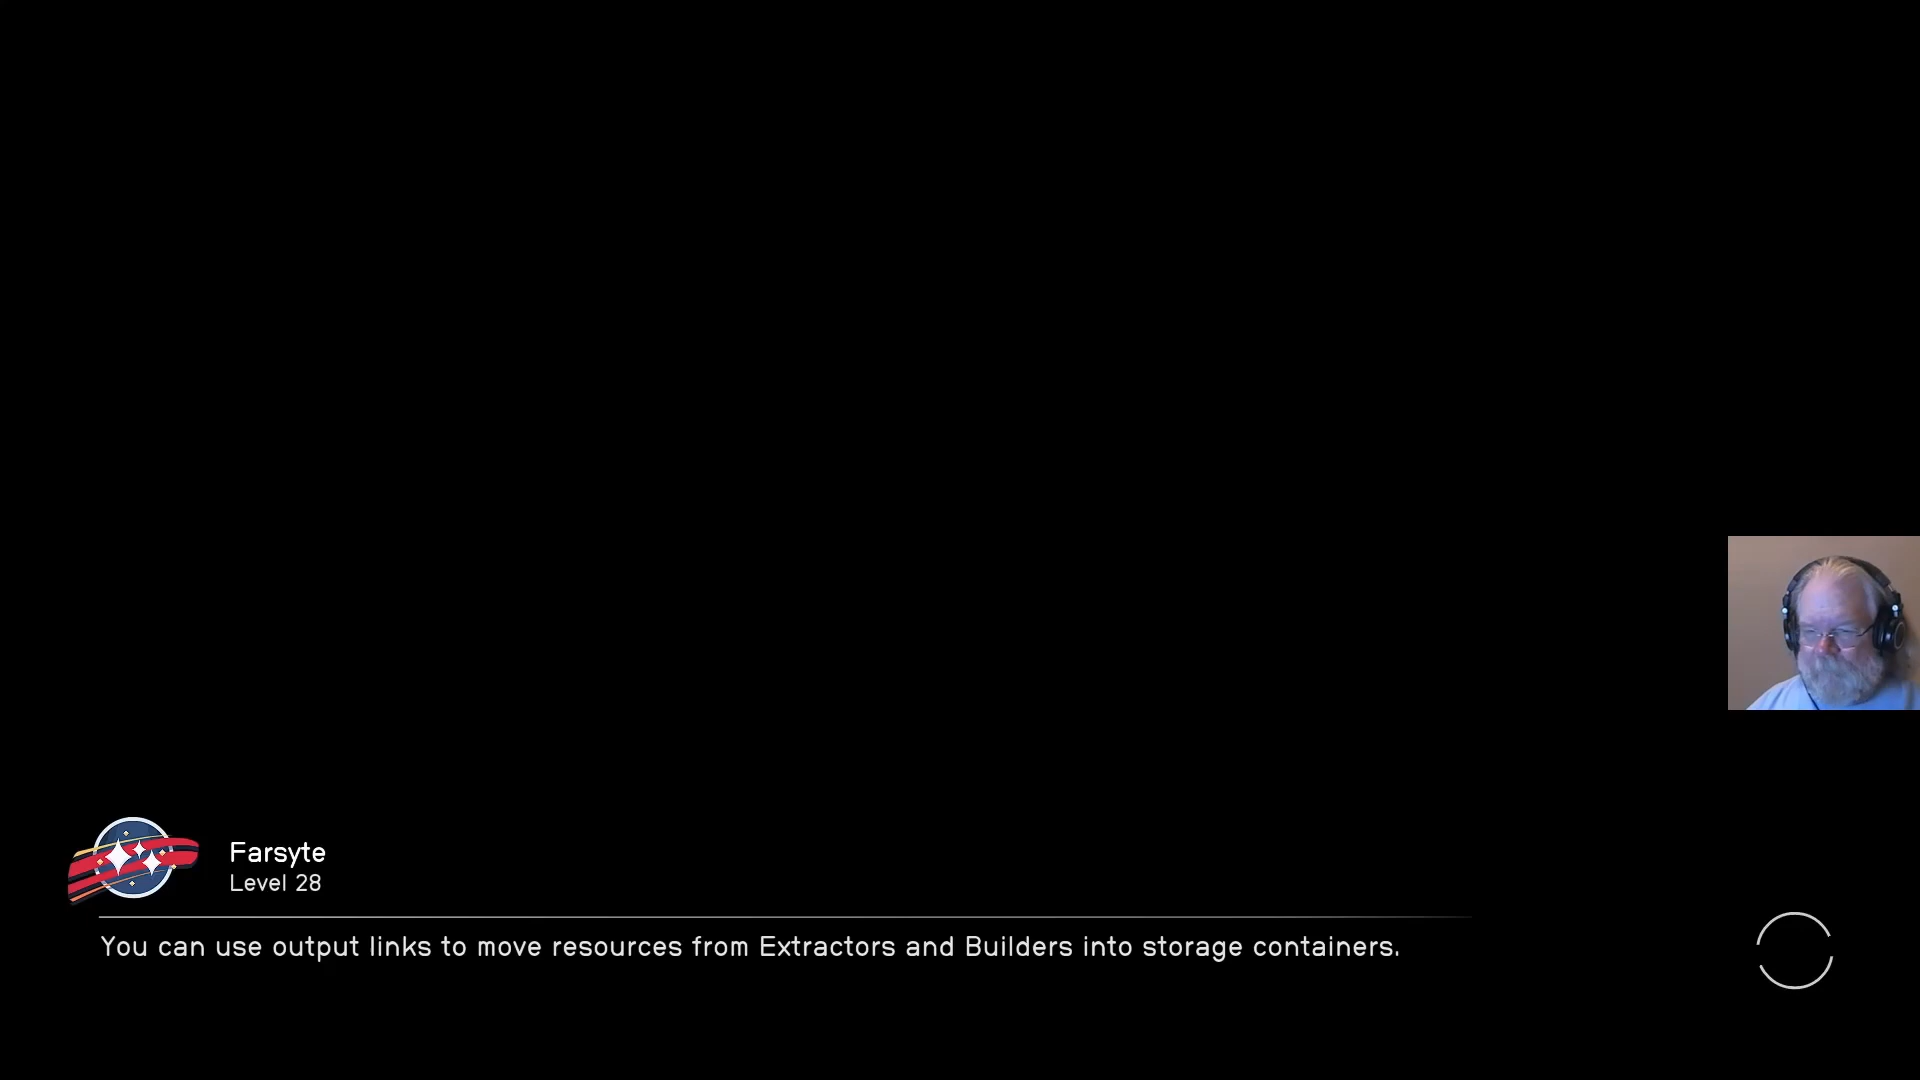 Farsyte
Level 28
You can use output links to move resources from Extractors and Builders into storage containers.